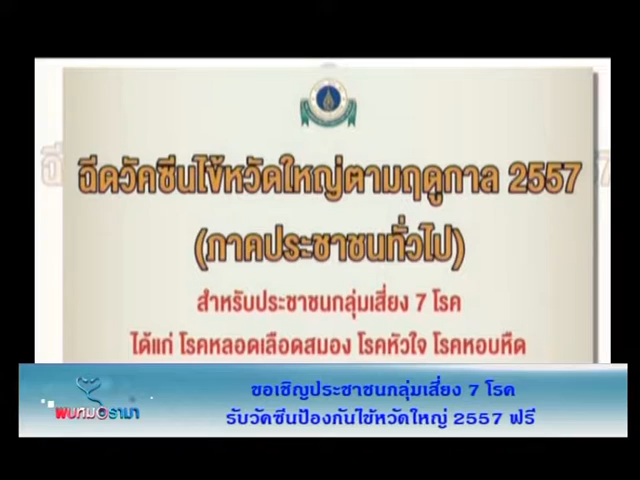 ฉีดวัคซีนไข้หวัดใหญ่ตามฤดูกาล 2557
(ภาคประชาชนทั่วไป)
สำหรับประชาชนกลุ่มเสี่ยง 7 โรค
ได้แก่ โรคหลอดเลือดสมอง โรคหัวใจ โรคหอบหืด
พบหมอรามา
ขอเชิญประชาชนกลุ่มเสี่ยง 7 โรค
รับวัคซีนป้องกันไข้หวัดใหญ่ 2557 ฟรี